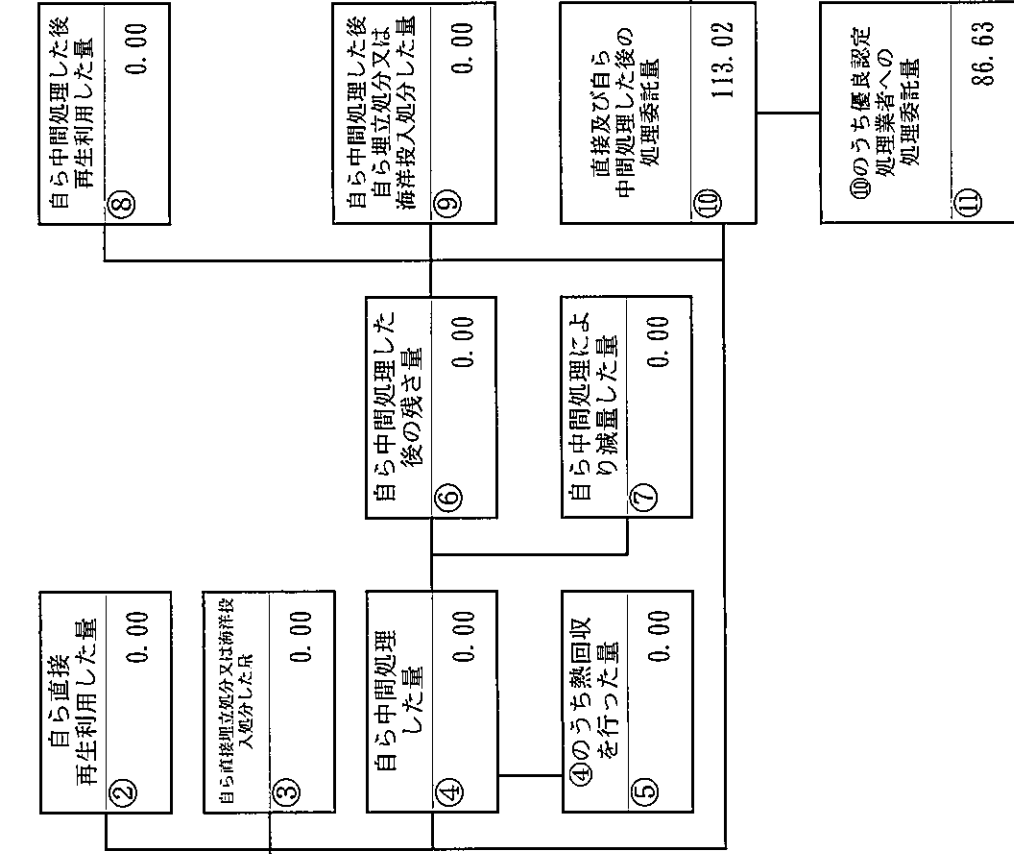 自ら直接
再生利用した量
② 0.00
自ら直接埋立処分又は海洋投
入処分した量
③ 0.00
自ら中間処理
した量
④ 0.00
④のうち熱回収
を行った量
⑤ 0.00
自ら中間処理した
後の残さ量
⑥ 0.00
自ら中間処理によ
り減量した量
⑦ 0.00
自ら中間処理した後
再生利用した量
⑧ 0.00
自ら中間処理した後
自ら埋立処分又は
海洋投入処分した量
⑨ 0.00
直接及び自ら
中間処理した後の
処理委託量
⑩ 113.02
⑩のうち優良認定
処理業者への
処理委託量
⑪ 86.63